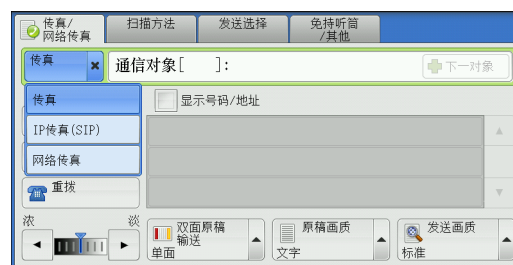 传真/
网络传真
扫描方法
发送选择
免持听筒
/其他
传真
通信对象[ ]:
下一对象
传真
显示号码/地址
IP传真(SIP)
网络传真
重拨
浓 淡
双面原稿
输送
单面
原稿画质
文字
发送画质
标准